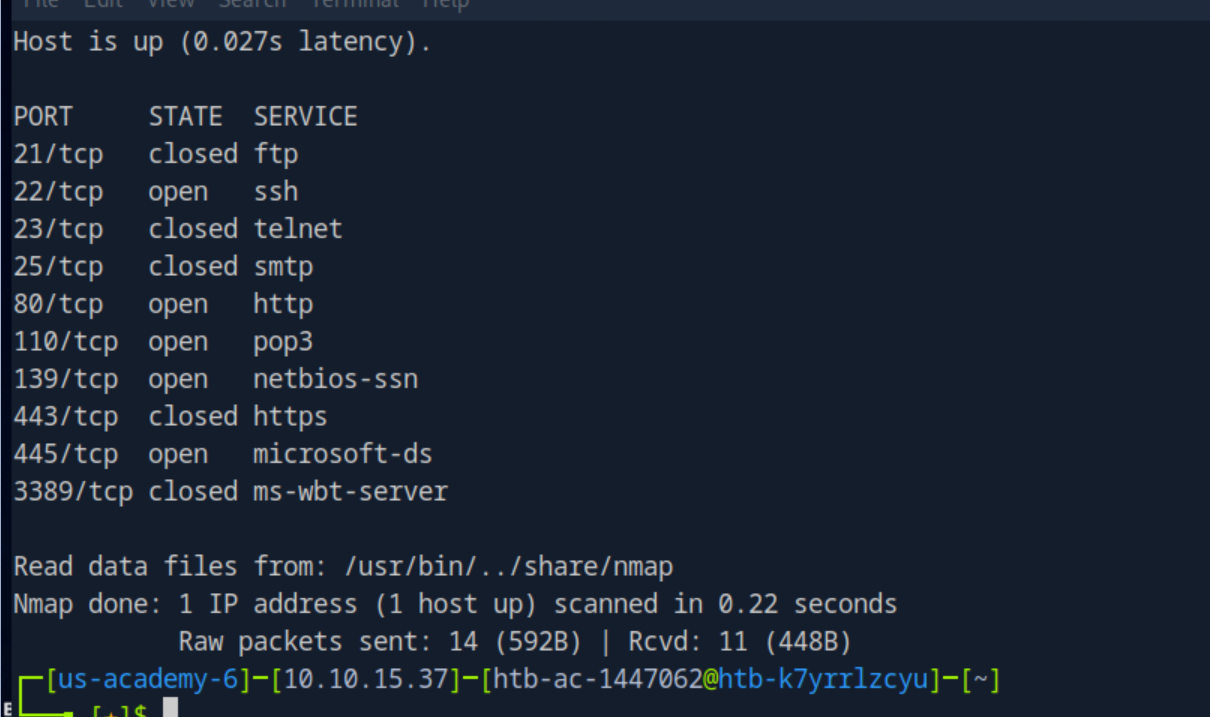 File Edit View Search Terminal Help
Host is up (0.027s latency).
PORT     STATE  SERVICE
21/tcp   closed ftp
22/tcp   open   ssh
23/tcp   closed telnet
25/tcp   closed smtp
80/tcp   open   http
110/tcp  open   pop3
139/tcp  open   netbios-ssn
443/tcp  closed https
445/tcp  open   microsoft-ds
3389/tcp closed ms-wbt-server
Read data files from: /usr/bin/../share/nmap
Nmap done: 1 IP address (1 host up) scanned in 0.22 seconds
           Raw packets sent: 14 (592B) | Rcvd: 11 (448B)
┌─[us-academy-6]─[10.10.15.37]─[htb-ac-1447062@htb-k7yrrlzcyu]─[~]
└──╼ [★]$